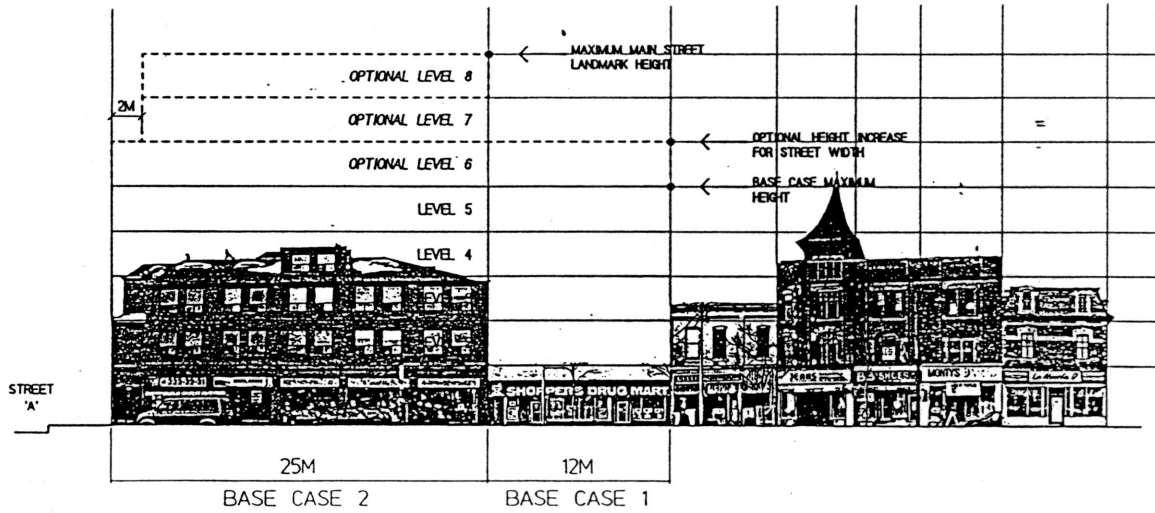 MAXIMUM MAIN STREET
LANDMARK HEIGHT
OPTIONAL LEVEL 8
2M
OPTIONAL LEVEL 7
OPTIONAL HEIGHT INCREASE
FOR STREET WIDTH
OPTIONAL LEVEL 6
BASE CASE MAXIMUM
HEIGHT
LEVEL 5
LEVEL 4
SHOPPERS DRUG MART
STREET
'A'
25M
12M
BASE CASE 2
BASE CASE 1